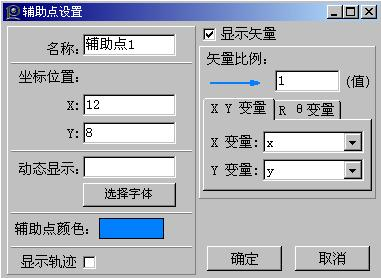 辅助点设置
名称: 辅助点1
坐标位置:
X: 12
Y: 8
动态显示:
选择字体
辅助点颜色:
显示轨迹
显示矢量
矢量比例:
1 (值)
X Y 变量 R θ变量
X 变量: x
Y 变量: y
确定 取消